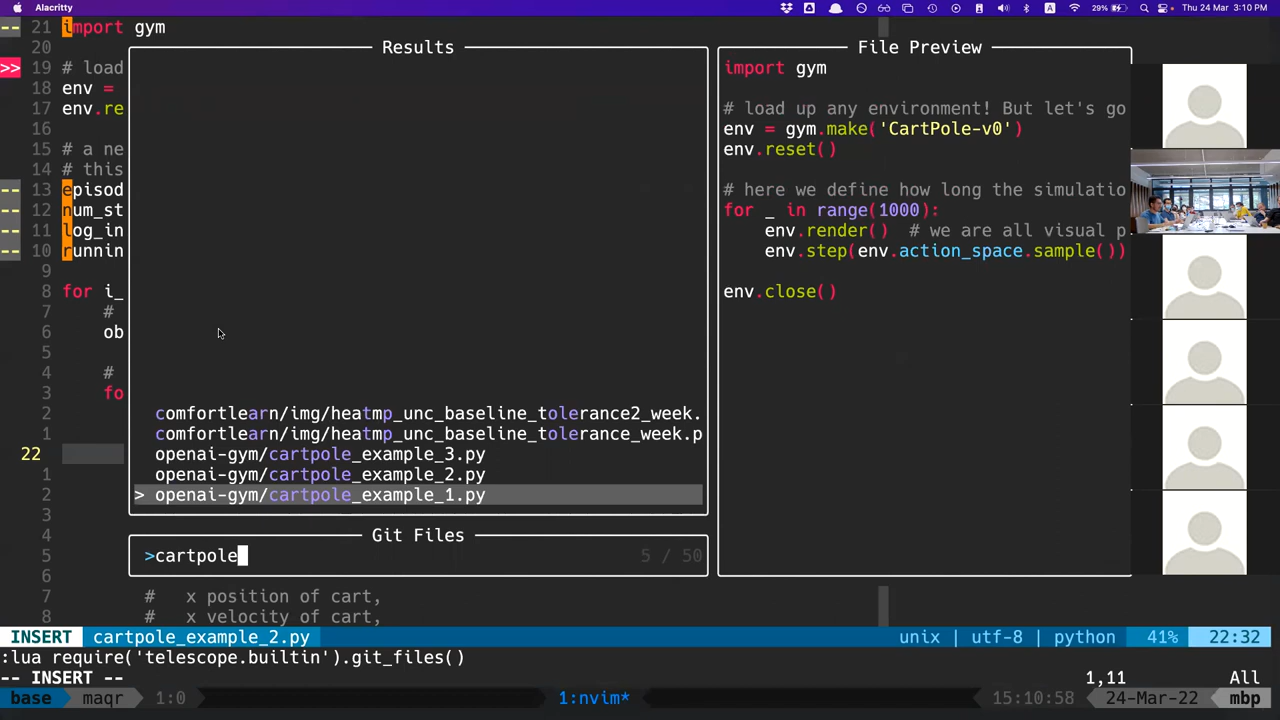 Alacritty
29%
A
Thu 24 Mar 3:10 PM
-- 21 import gym
20
>> 19 # load
18 env =
17 env.re
16
15 # a ne
14 # this
-- 13 episod
-- 12 num_st
-- 11 log_in
-- 10 runnin
9
8 for i_
7 #
6 ob
5
4 #
3 fo
2
1
22
1
2
3
4
5
6
7 # x position of cart,
8 # x velocity of cart,
Results
comfortlearn/img/heatmp_unc_baseline_tolerance2_week.
comfortlearn/img/heatmp_unc_baseline_tolerance_week.p
openai-gym/cartpole_example_3.py
openai-gym/cartpole_example_2.py
> openai-gym/cartpole_example_1.py
Git Files
>cartpole
5 / 50
File Preview
import gym
# load up any environment! But let's go
env = gym.make('CartPole-v0')
env.reset()
# here we define how long the simulatio
for _ in range(1000):
env.render() # we are all visual p
env.step(env.action_space.sample())
env.close()
INSERT cartpole_example_2.py unix | utf-8 | python 41% 22:32
:lua require('telescope.builtin').git_files()
-- INSERT -- 1,11 All
base maqr 1:0 1:nvim* 15:10:58 24-Mar-22 mbp